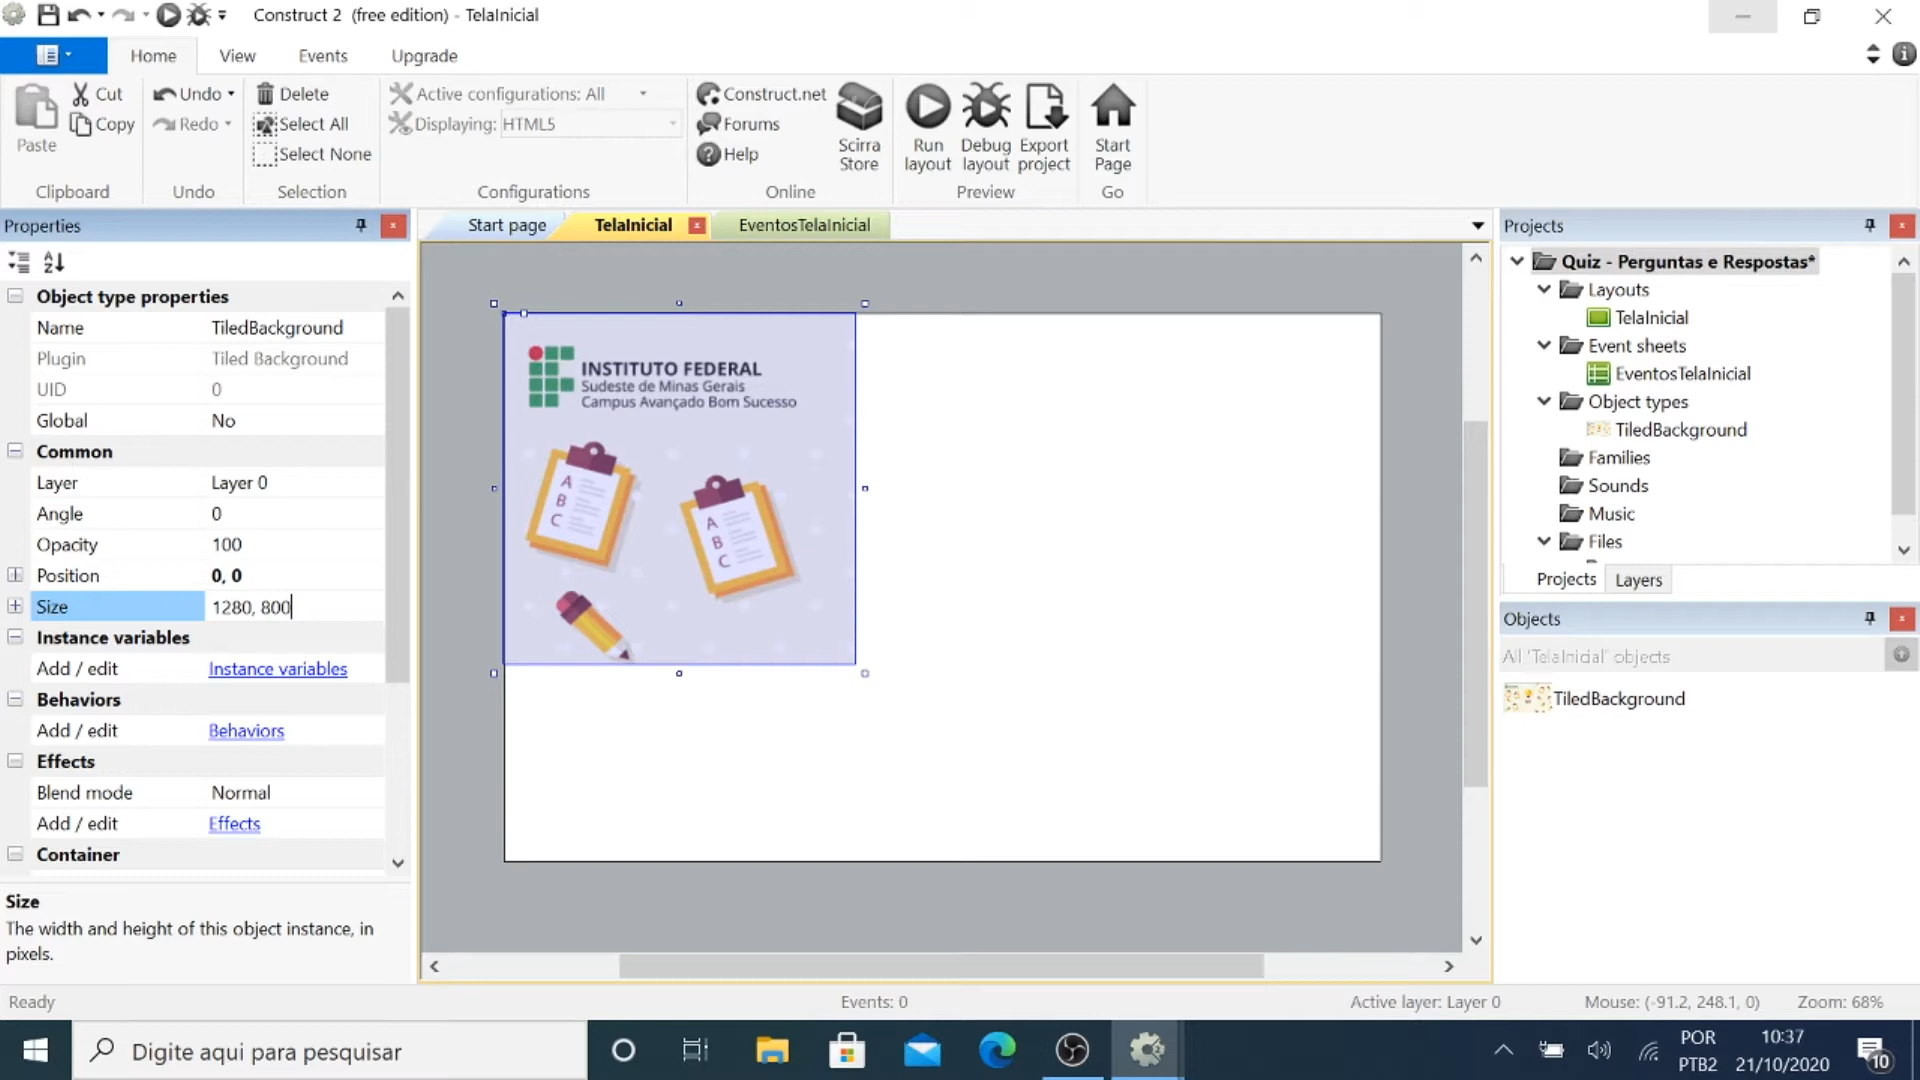 Construct 2 (free edition) - TelaInicial
Home View Events Upgrade
Paste
Cut
Copy
Clipboard
Undo
Redo
Undo
Delete
Select All
Select None
Selection
Active configurations: All
Displaying: HTML5
Configurations
Construct.net
Forums
Help
Scirra Store
Online
Run layout
Debug layout
Export project
Preview
Start Page
Go
Properties
Object type properties
Name TiledBackground
Plugin Tiled Background
UID 0
Global No
Common
Layer Layer 0
Angle 0
Opacity 100
Position 0, 0
Size 1280, 800
Instance variables
Add / edit Instance variables
Behaviors
Add / edit Behaviors
Effects
Blend mode Normal
Add / edit Effects
Container
Size
The width and height of this object instance, in
pixels.
Start page TelaInicial EventosTelaInicial
INSTITUTO FEDERAL
Sudeste de Minas Gerais
Campus Avançado Bom Sucesso
A
B
C
A
B
C
Projects
Quiz - Perguntas e Respostas*
Layouts
TelaInicial
Event sheets
EventosTelaInicial
Object types
TiledBackground
Families
Sounds
Music
Files
Projects Layers
Objects
All 'TelaInicial' objects
TiledBackground
Ready Events: 0 Active layer: Layer 0 Mouse: (-91.2, 248.1, 0) Zoom: 68%
Digite aqui para pesquisar
POR
PTB2
10:37
21/10/2020
10